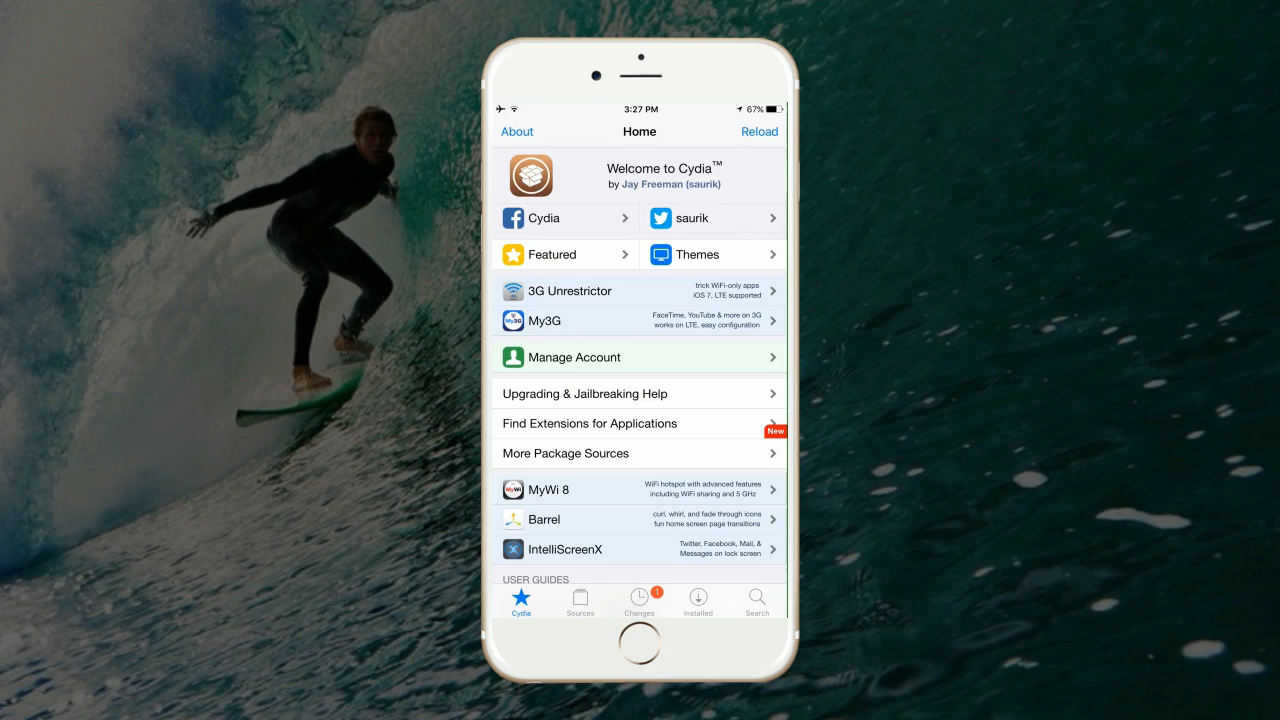 3:27 PM
67%
About
Home
Reload
Welcome to Cydia™
by Jay Freeman (saurik)
Cydia
saurik
Featured
Themes
3G Unrestrictor
trick WiFi-only apps
iOS 7, LTE supported
My3G
My3G
FaceTime, YouTube & more on 3G
works on LTE, easy configuration
Manage Account
Upgrading & Jailbreaking Help
Find Extensions for Applications
New
More Package Sources
MyWi
MyWi 8
WiFi hotspot with advanced features
including WiFi sharing and 5 GHz
Barrel
curl, whirl, and fade through icons
fun home screen page transitions
IntelliScreenX
Twitter, Facebook, Mail, &
Messages on lock screen
USER GUIDES
1
Cydia
Sources
Changes
Installed
Search